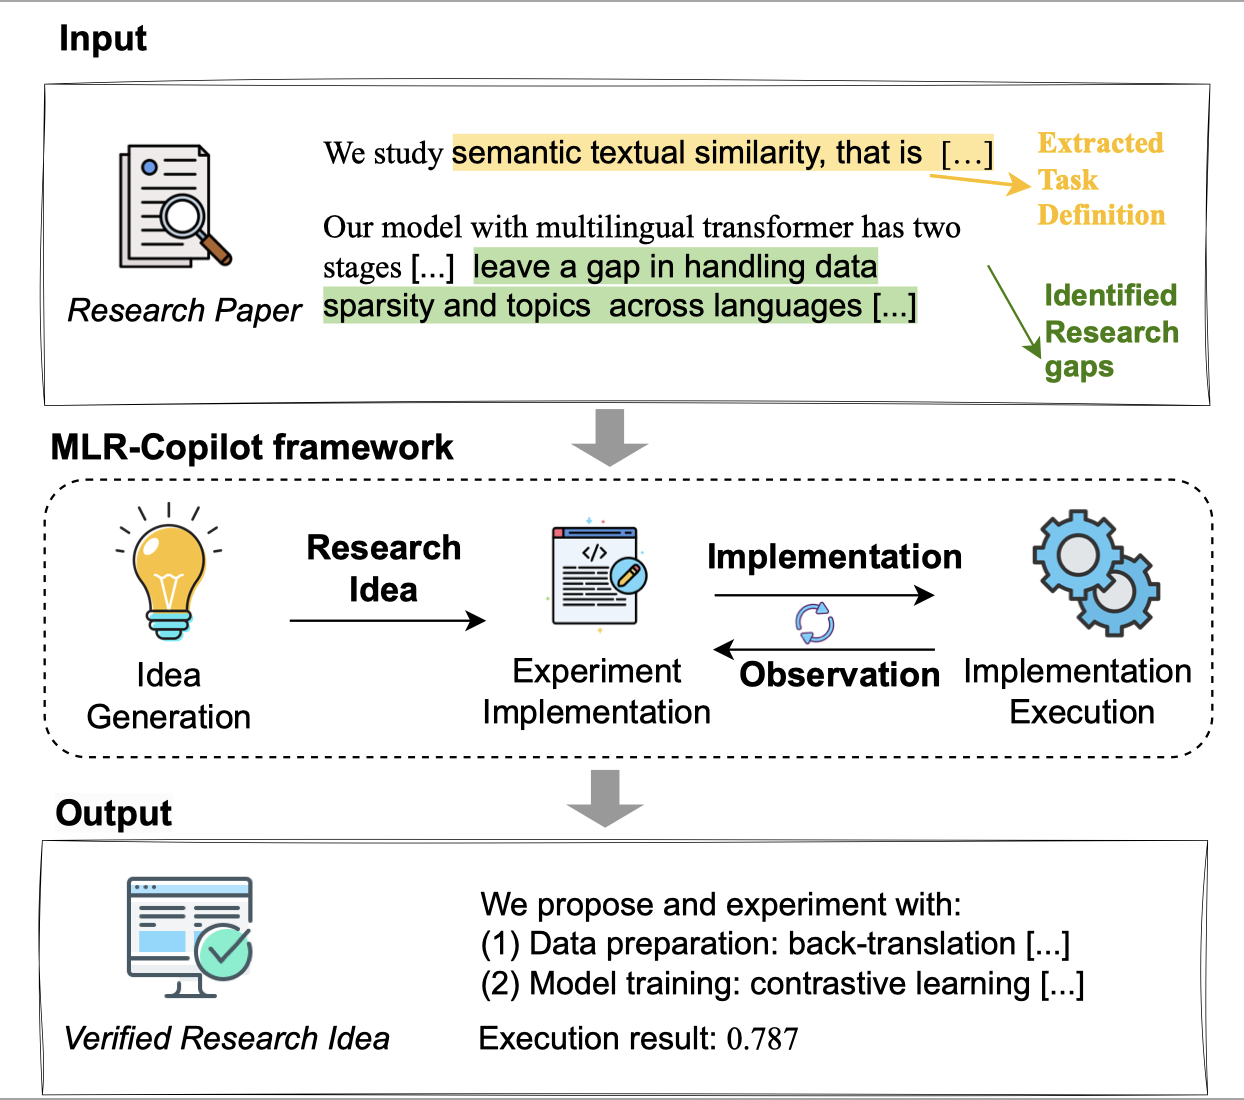 Input
We study semantic textual similarity, that is [...]
Extracted
Task
Definition
Our model with multilingual transformer has two
stages [...] leave a gap in handling data
sparsity and topics across languages [...]
Identified
Research
gaps
Research Paper
MLR-Copilot framework
Research
Idea
</>
Implementation
Observation
Idea
Generation
Experiment
Implementation
Implementation
Execution
Output
We propose and experiment with:
(1) Data preparation: back-translation [...]
(2) Model training: contrastive learning [...]
Execution result: 0.787
Verified Research Idea